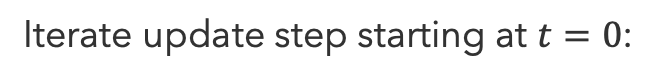 Iterate update step starting at t = 0: